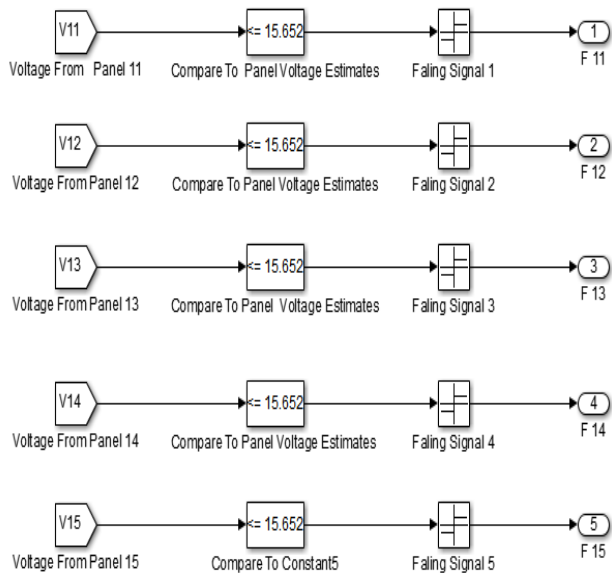 V11
<= 15.652
1
Voltage From Panel 11
Compare To Panel Voltage Estimates
Faling Signal 1
F 11
V12
<= 15.652
2
Voltage From Panel 12
Compare To Panel Voltage Estimates
Faling Signal 2
F 12
V13
<= 15.652
3
Voltage From Panel 13
Compare To Panel Voltage Estimates
Faling Signal 3
F 13
V14
<= 15.652
4
Voltage From Panel 14
Compare To Panel Voltage Estimates
Faling Signal 4
F 14
V15
<= 15.652
5
Voltage From Panel 15
Compare To Constant5
Faling Signal 5
F 15